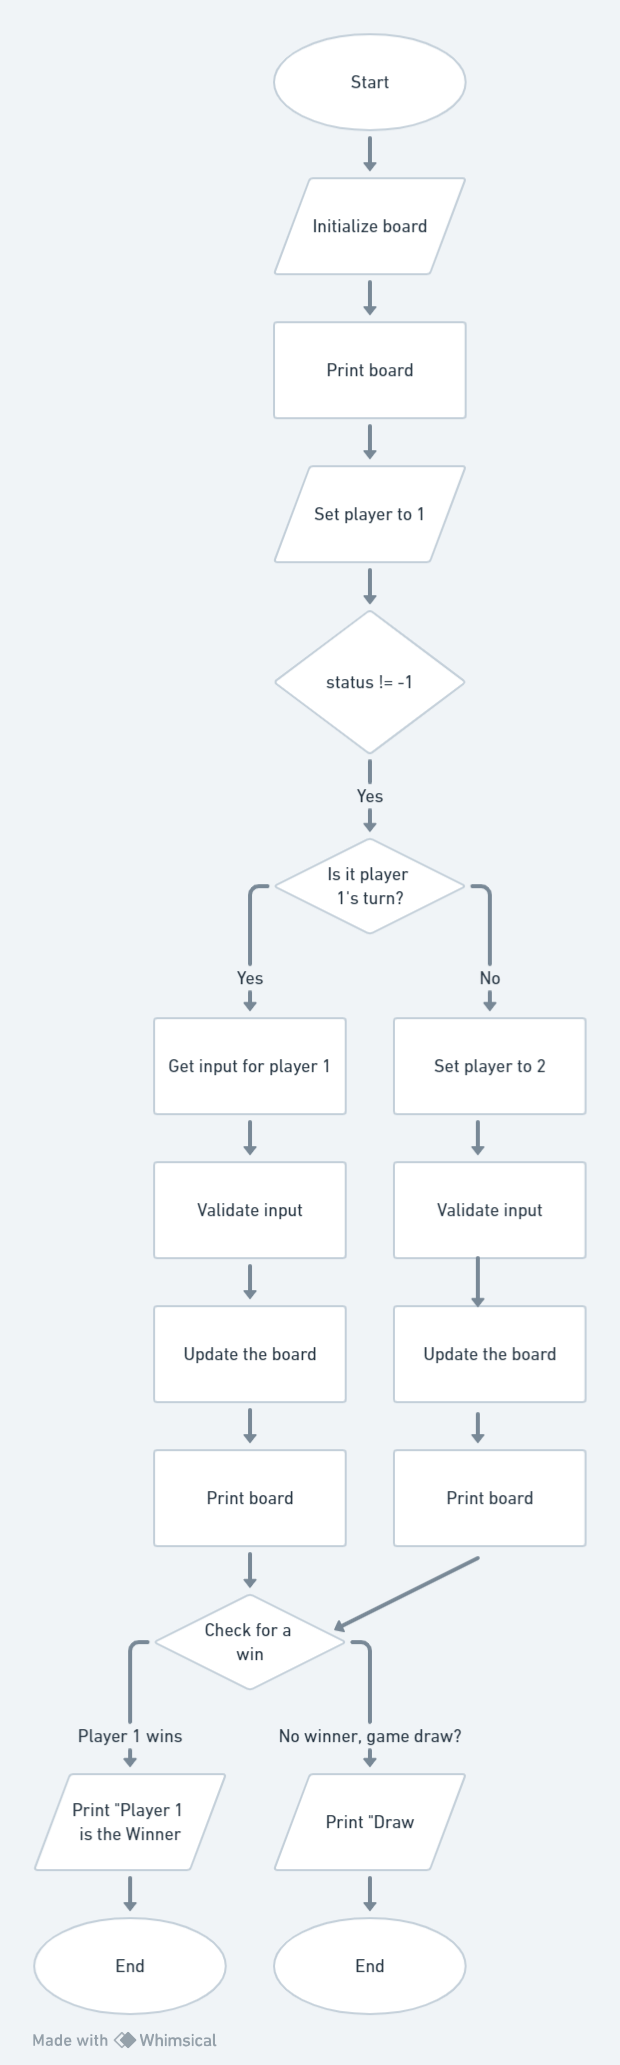 Start
Initialize board
Print board
Set player to 1
status != -1
Yes
Is it player
1's turn?
Yes
No
Get input for player 1
Set player to 2
Validate input
Validate input
Update the board
Update the board
Print board
Print board
Check for a
win
Player 1 wins
No winner, game draw?
Print "Player 1
is the Winner
Print "Draw
End
End
Made with Whimsical